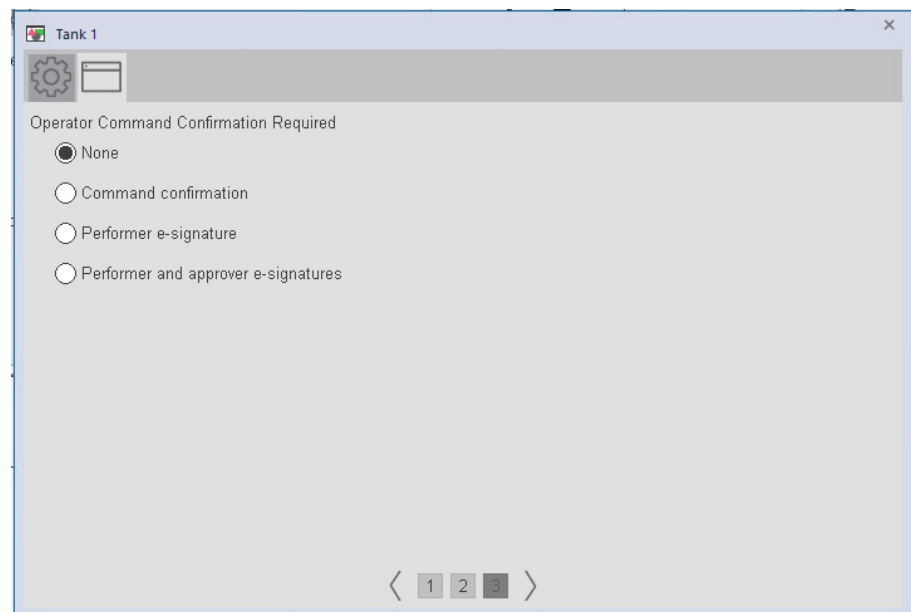 Tank 1
Operator Command Confirmation Required
None
Command confirmation
Performer e-signature
Performer and approver e-signatures
1 2 3